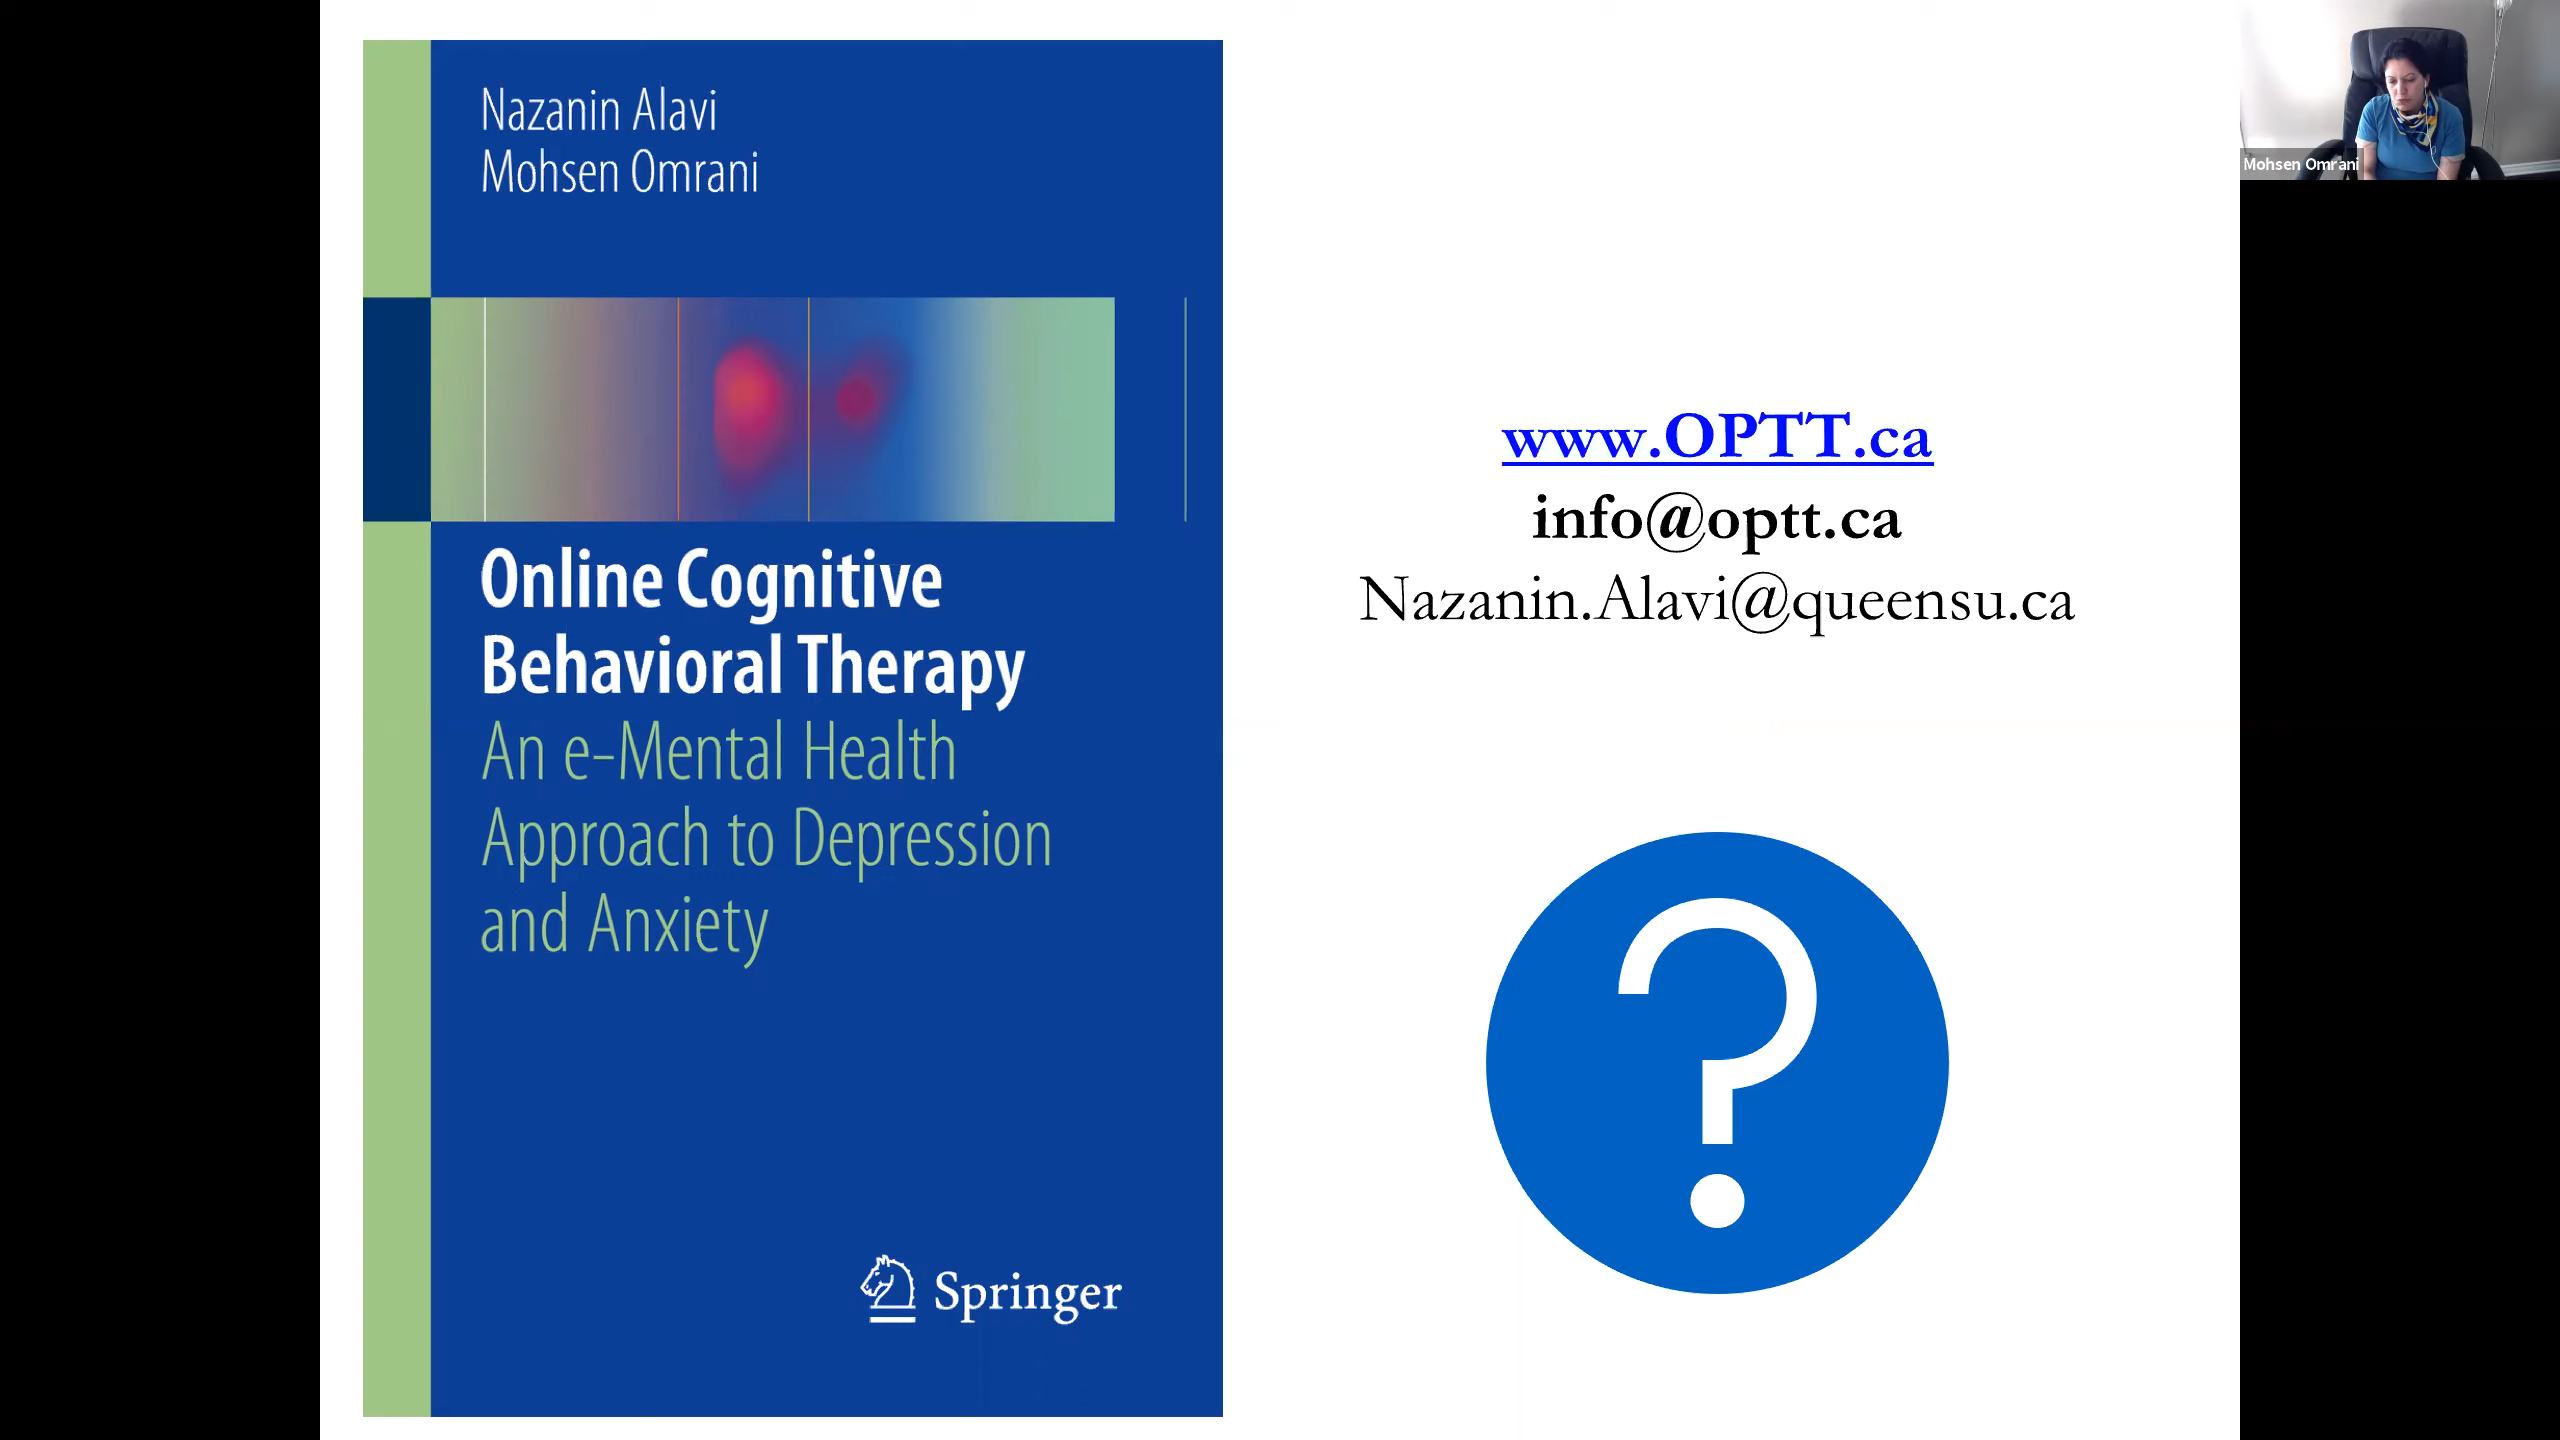 Nazanin Alavi
Mohsen Omrani
Online Cognitive
Behavioral Therapy
An e-Mental Health
Approach to Depression
and Anxiety
Springer
www.OPTT.ca
info@optt.ca
Nazanin.Alavi@queensu.ca
?
Mohsen Omrani